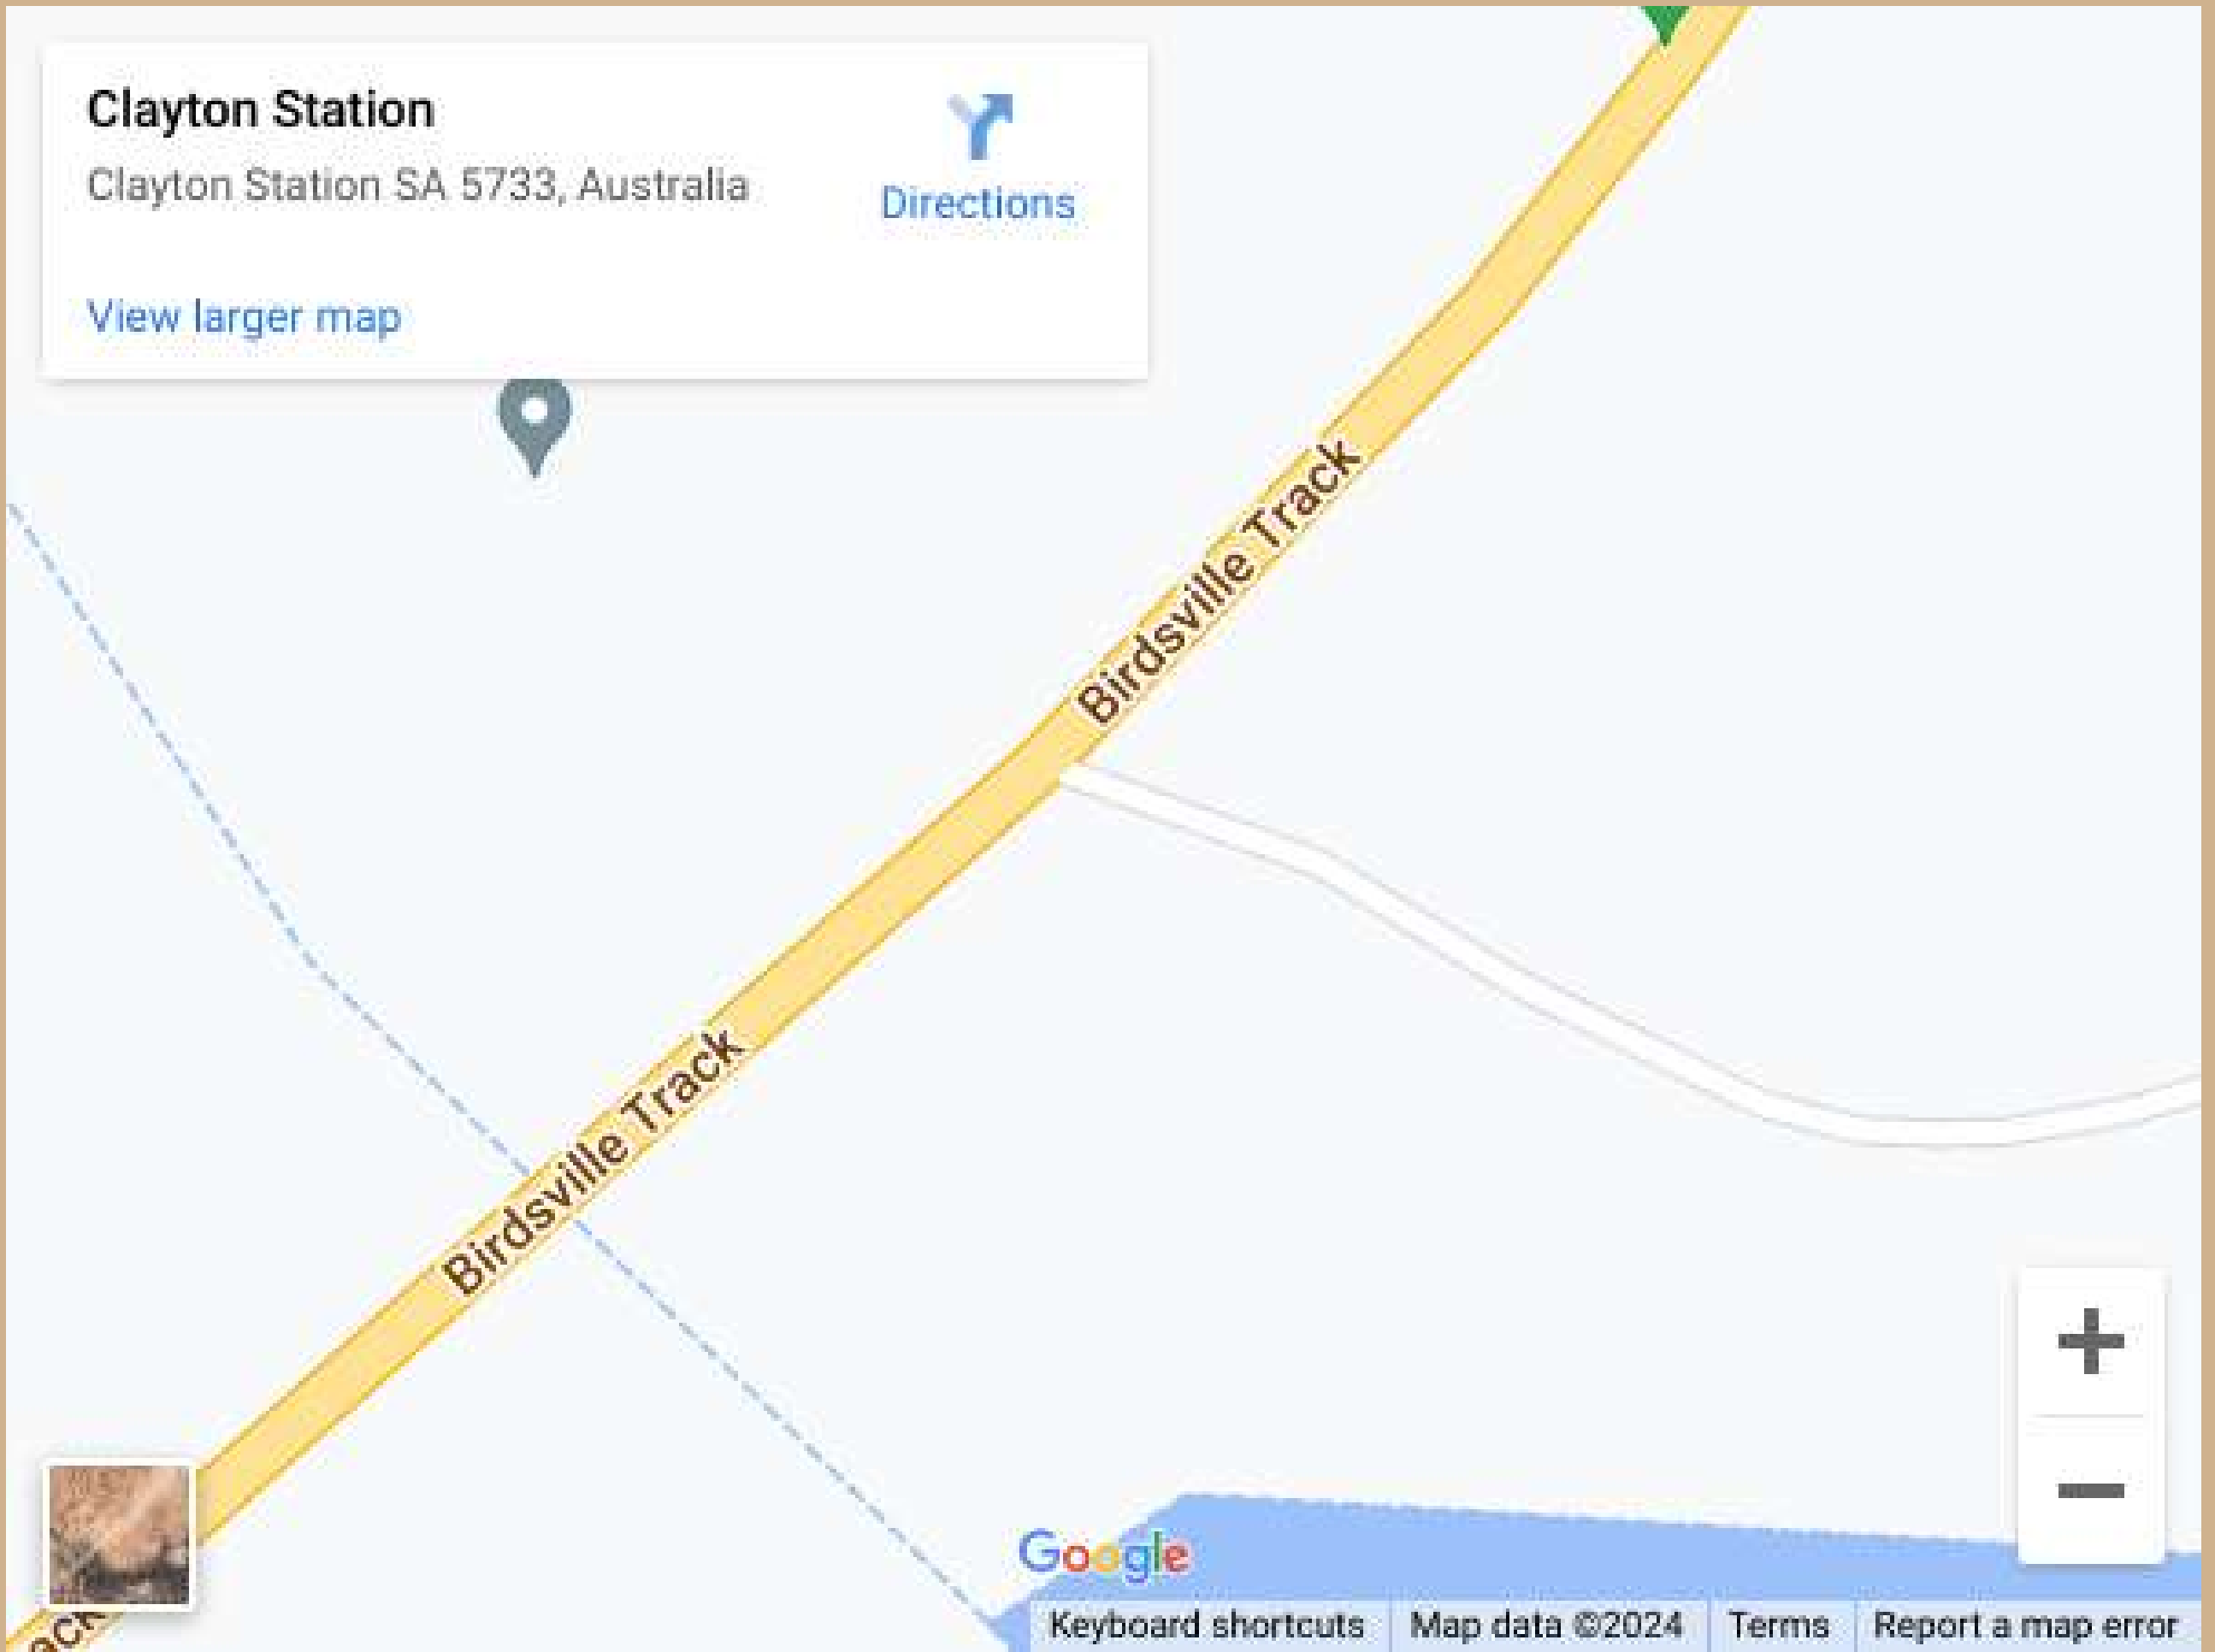 Clayton Station
Clayton Station SA 5733, Australia
Directions
View larger map
Birdsville Track
Birdsville Track
ack
Google
Keyboard shortcuts
Map data ©2024
Terms
Report a map error